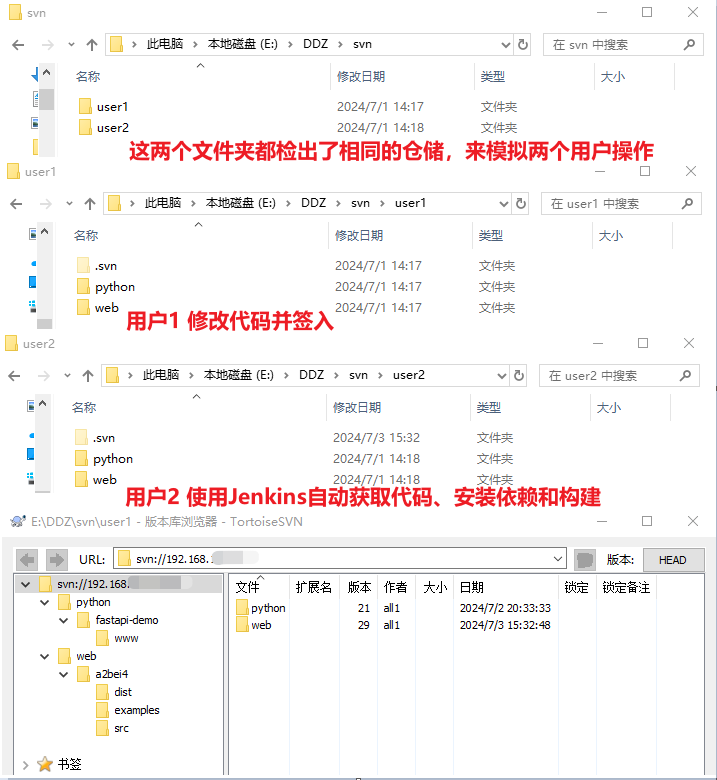 svn
此电脑 › 本地磁盘 (E:) › DDZ › svn
在 svn 中搜索
名称 修改日期 类型 大小
user1 2024/7/1 14:17 文件夹
user2 2024/7/1 14:18 文件夹
这两个文件夹都检出了相同的仓储，来模拟两个用户操作
user1
此电脑 › 本地磁盘 (E:) › DDZ › svn › user1
在 user1 中搜索
名称 修改日期 类型 大小
.svn 2024/7/1 14:17 文件夹
python 2024/7/1 14:17 文件夹
web 2024/7/1 14:17 文件夹
用户1 修改代码并签入
user2
此电脑 › 本地磁盘 (E:) › DDZ › svn › user2
在 user2 中搜索
名称 修改日期 类型 大小
.svn 2024/7/3 15:32 文件夹
python 2024/7/1 14:18 文件夹
web 2024/7/1 14:18 文件夹
用户2 使用Jenkins自动获取代码、安装依赖和构建
E:\DDZ\svn\user1 - 版本库浏览器 - TortoiseSVN
URL: svn://192.168. 版本: HEAD
svn://192.168.
python
fastapi-demo
www
web
a2bei4
dist
examples
src
书签
文件 扩展名 版本 作者 大小 日期 锁定 锁定备注
python 21 all1 2024/7/2 20:33:33
web 29 all1 2024/7/3 15:32:48